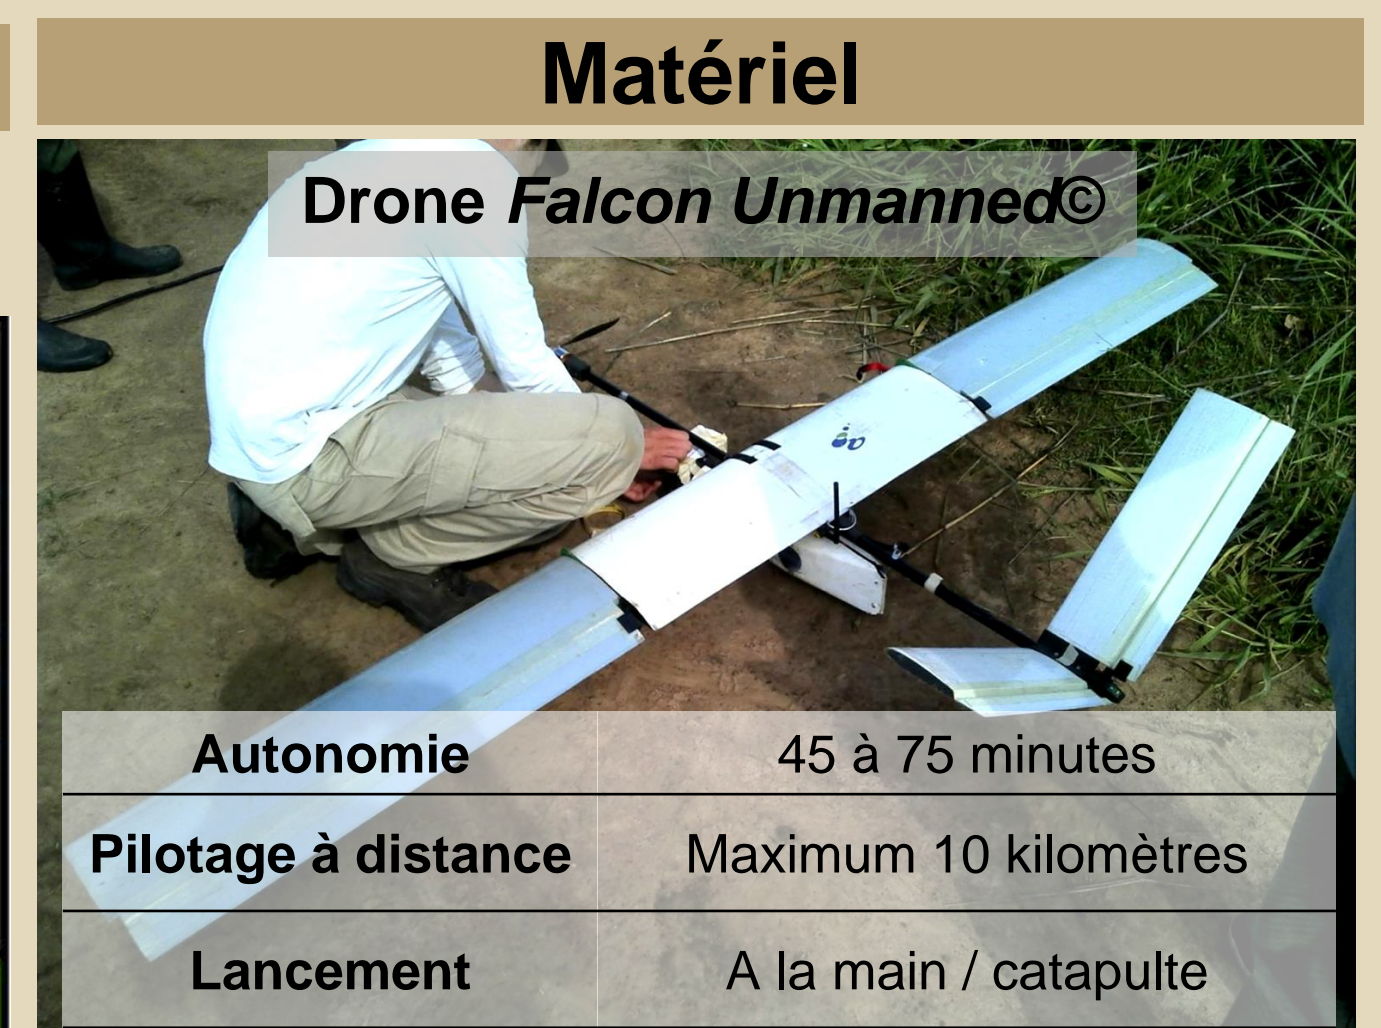 Matériel
Drone Falcon Unmanned©
Autonomie 45 à 75 minutes
Pilotage à distance Maximum 10 kilomètres
Lancement A la main / catapulte